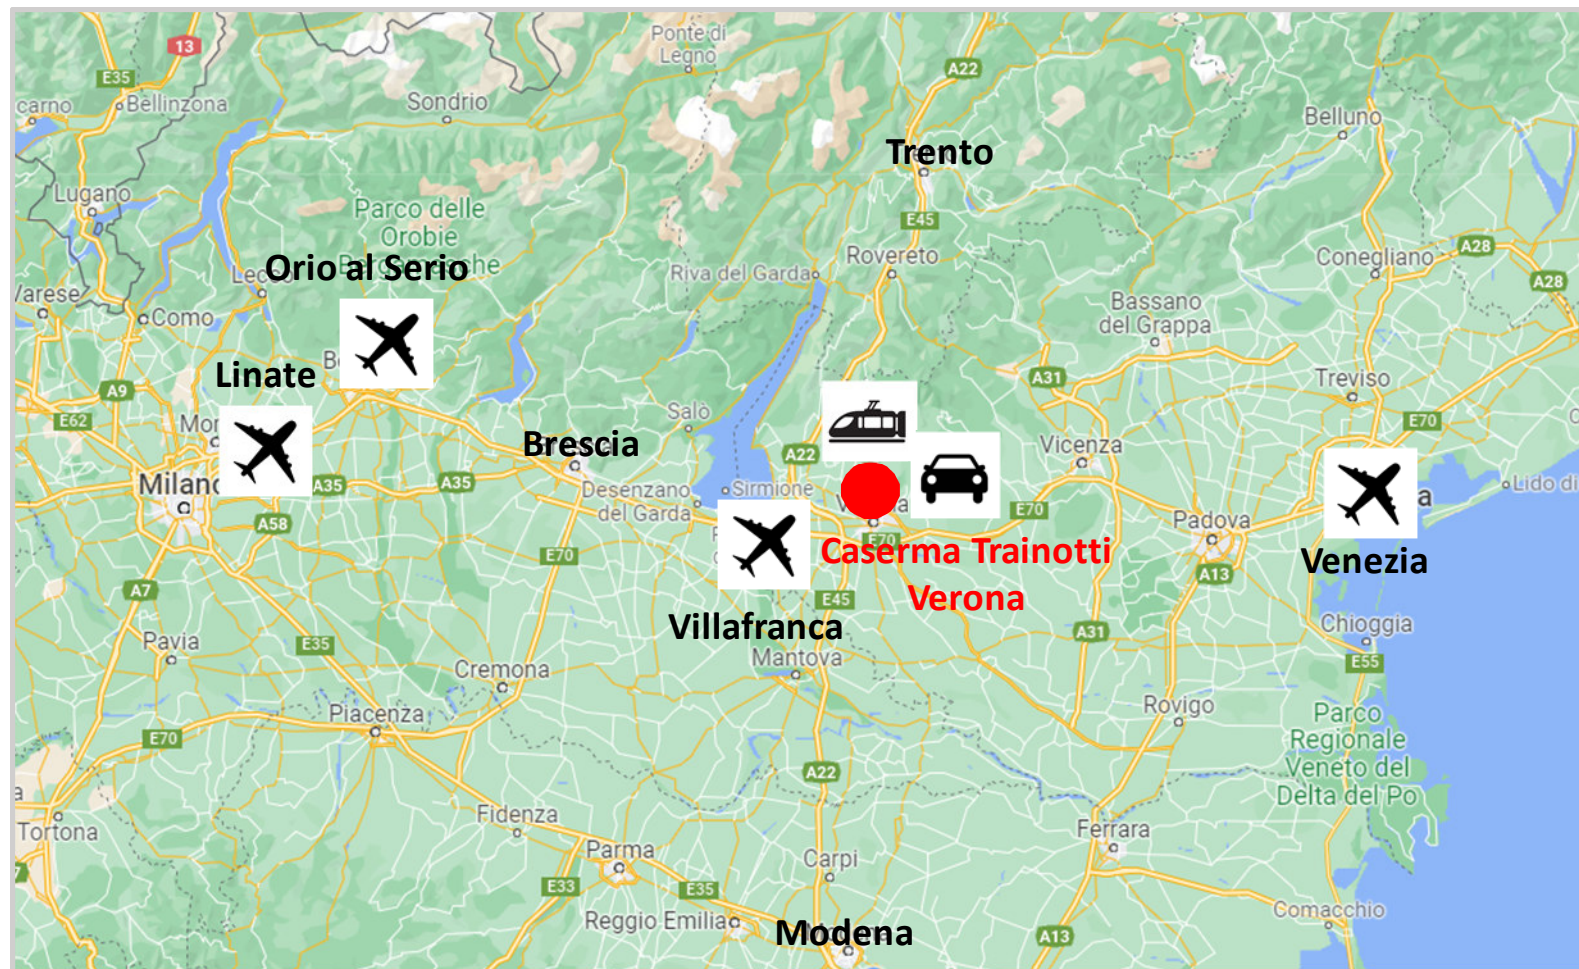 Ponte di
Legno
13
E35
A22
carno
Bellinzona
Sondrio
Belluno
Trento
Lugano
Parco delle
Orobie
E45
Rovereto
Conegliano
A28
Orio al Serio
Riva del Garda
A28
Varese
Como
Bassano
del Grappa
Linate
A9
A31
Treviso
E62
Salò
E70
Brescia
A22
Vicenza
Milano
A35
A35
Desenzano
del Garda
Sirmione
Lido di
A58
E70
Padova
E70
E70
Caserma Trainotti
Verona
Venezia
A7
A13
E45
Villafranca
Chioggia
Pavia
E35
A31
Mantova
E55
Cremona
Piacenza
Rovigo
Parco
Regionale
Veneto del
Delta del Po
E70
A22
Fidenza
Tortona
Ferrara
Parma
Carpi
E33
E35
Reggio Emilia
Modena
Comacchio
A13